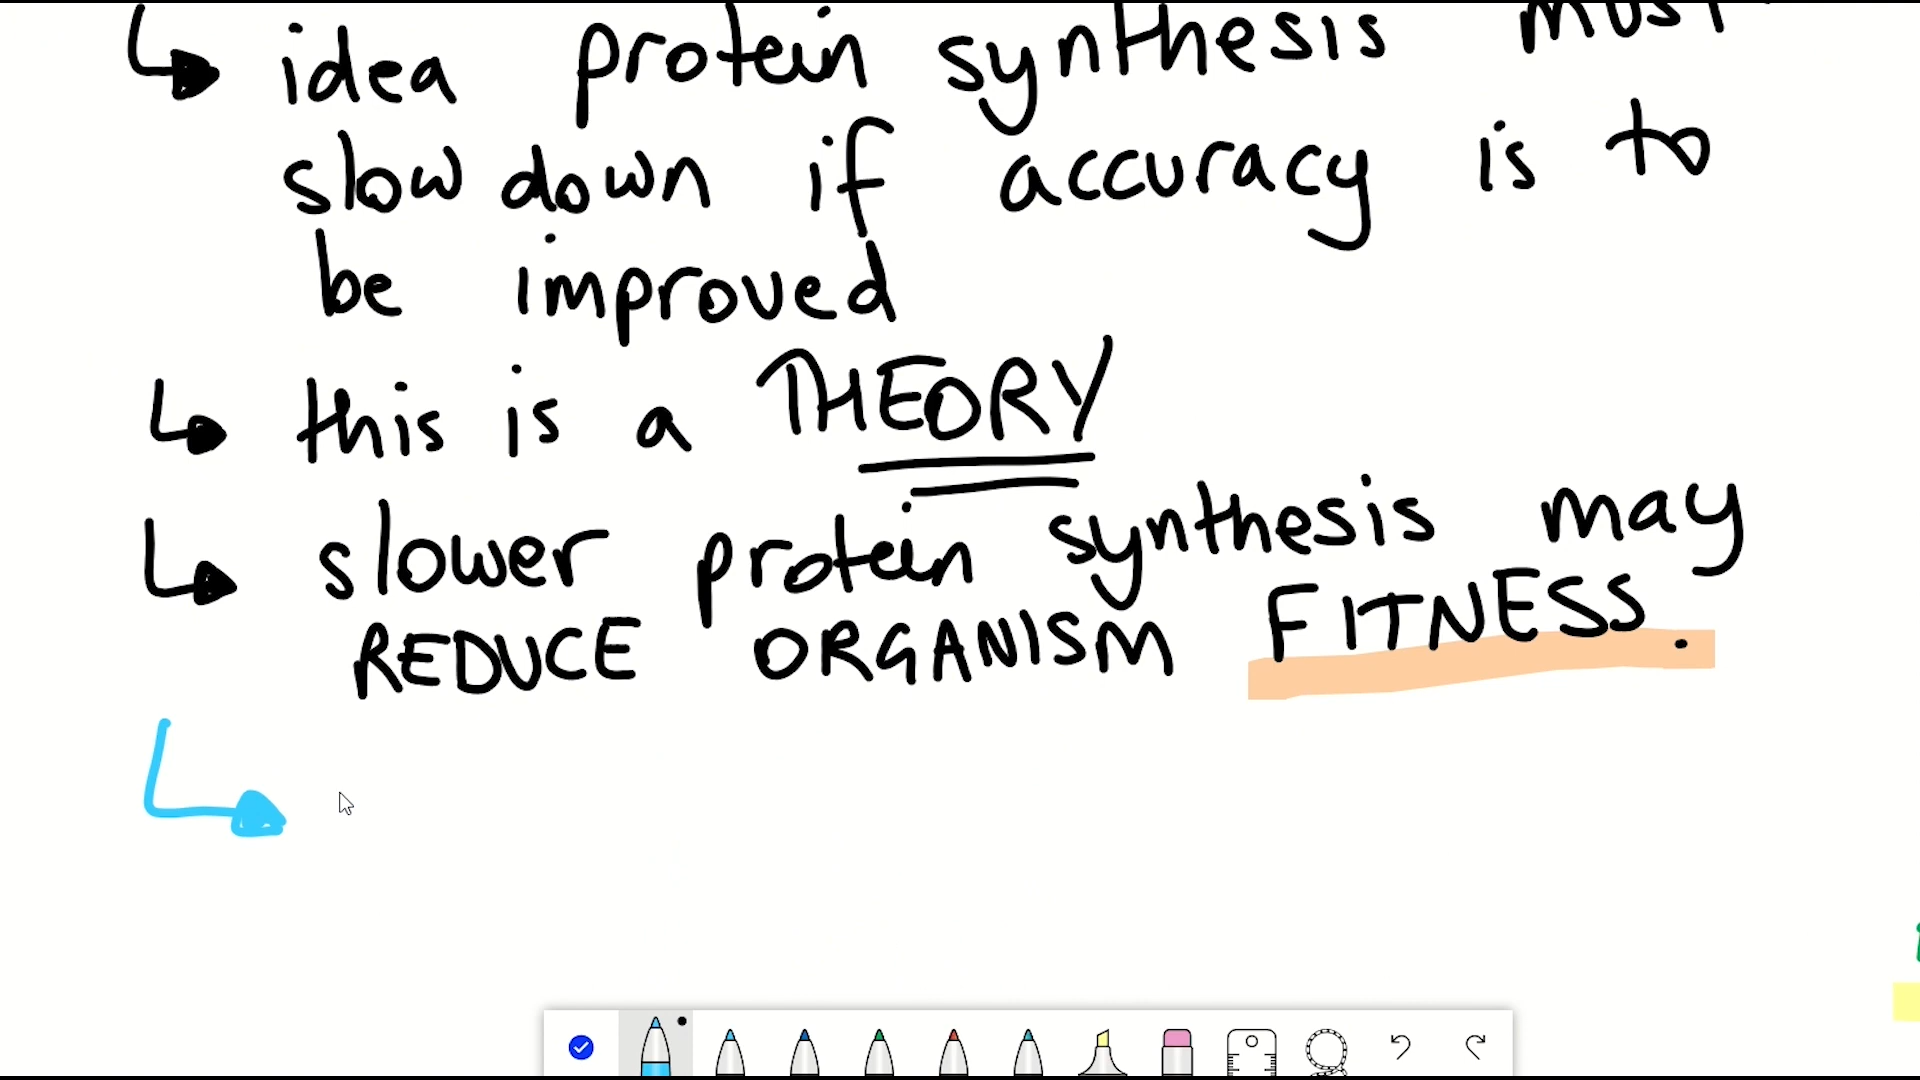 idea protein synthesis must
slow down if accuracy is to
be improved
this is a THEORY
slower protein synthesis may
REDUCE ORGANISM FITNESS.